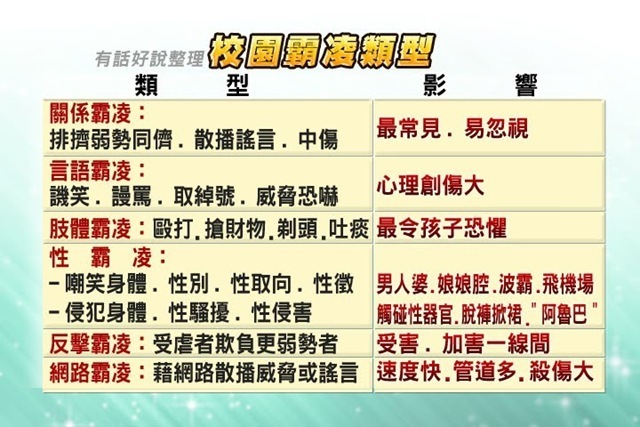 有話好說整理 校園霸凌類型
類 型 影 響
關係霸凌：
排擠弱勢同儕．散播謠言．中傷
最常見．易忽視
言語霸凌：
譏笑．謾罵．取綽號．威脅恐嚇
心理創傷大
肢體霸凌：毆打.搶財物.剃頭.吐痰
最令孩子恐懼
性 霸 凌：
-嘲笑身體．性別．性取向．性徵
-侵犯身體．性騷擾．性侵害
男人婆.娘娘腔.波霸.飛機場
觸碰性器官.脫褲掀裙."阿魯巴"
反擊霸凌：受虐者欺負更弱勢者
受害．加害一線間
網路霸凌：藉網路散播威脅或謠言
速度快.管道多.殺傷大